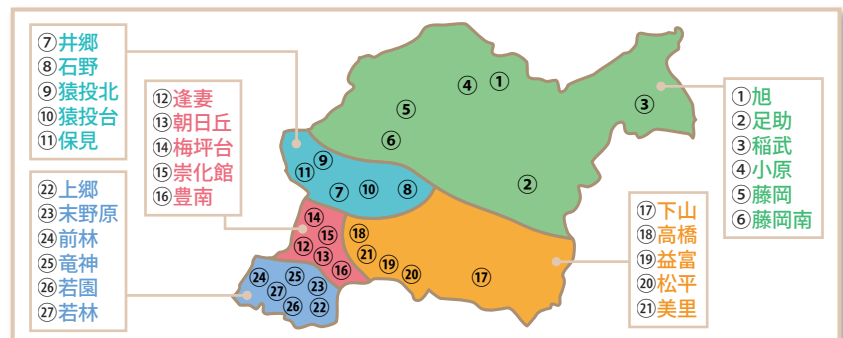 ⑦井郷
⑧石野
⑨猿投北
⑩猿投台
⑪保見
⑫逢妻
⑬朝日丘
⑭梅坪台
⑮崇化館
⑯豊南
㉒上郷
㉓末野原
㉔前林
㉕竜神
㉖若園
㉗若林
①旭
②足助
③稲武
④小原
⑤藤岡
⑥藤岡南
⑰下山
⑱高橋
⑲益富
⑳松平
㉑美里
④
①
③
⑤
⑥
⑨
⑪
⑦
⑩
⑧
②
⑭
⑮
⑫
⑬
⑯
⑱
㉑
⑲
⑳
⑰
㉔
㉕
㉗
㉓
㉖
㉒